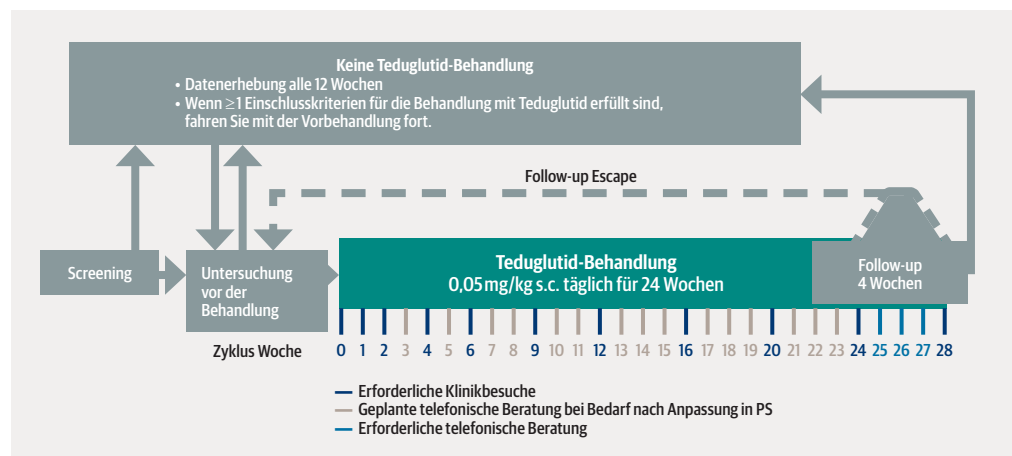 Keine Teduglutid-Behandlung
• Datenerhebung alle 12 Wochen
• Wenn ≥1 Einschlusskriterien für die Behandlung mit Teduglutid erfüllt sind,
fahren Sie mit der Vorbehandlung fort.
Follow-up Escape
Screening
Untersuchung
vor der
Behandlung
Teduglutid-Behandlung
0,05 mg/kg s.c. täglich für 24 Wochen
Follow-up
4 Wochen
Zyklus Woche 0 1 2 3 4 5 6 7 8 9 10 11 12 13 14 15 16 17 18 19 20 21 22 23 24 25 26 27 28
Erforderliche Klinikbesuche
Geplante telefonische Beratung bei Bedarf nach Anpassung in PS
Erforderliche telefonische Beratung